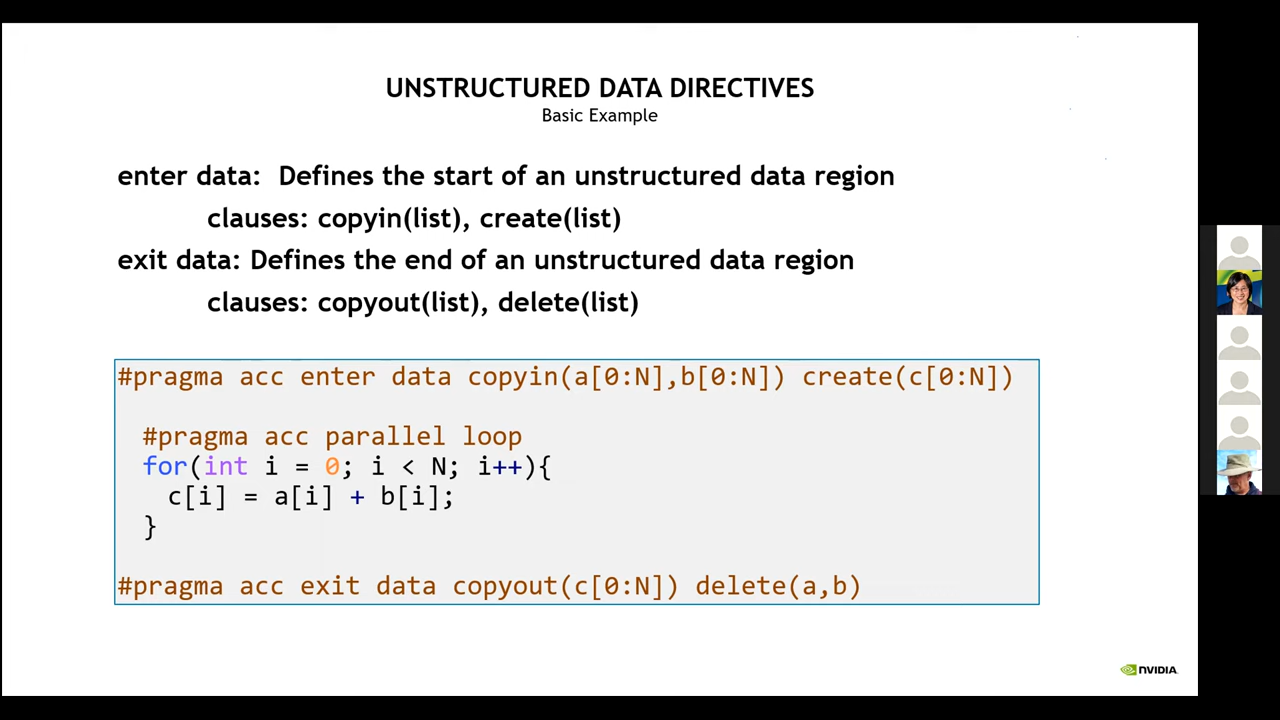 UNSTRUCTURED DATA DIRECTIVES
Basic Example
enter data:  Defines the start of an unstructured data region
clauses: copyin(list), create(list)
exit data: Defines the end of an unstructured data region
clauses: copyout(list), delete(list)
#pragma acc enter data copyin(a[0:N],b[0:N]) create(c[0:N])
#pragma acc parallel loop
for(int i = 0; i < N; i++){
c[i] = a[i] + b[i];
}
#pragma acc exit data copyout(c[0:N]) delete(a,b)
NVIDIA